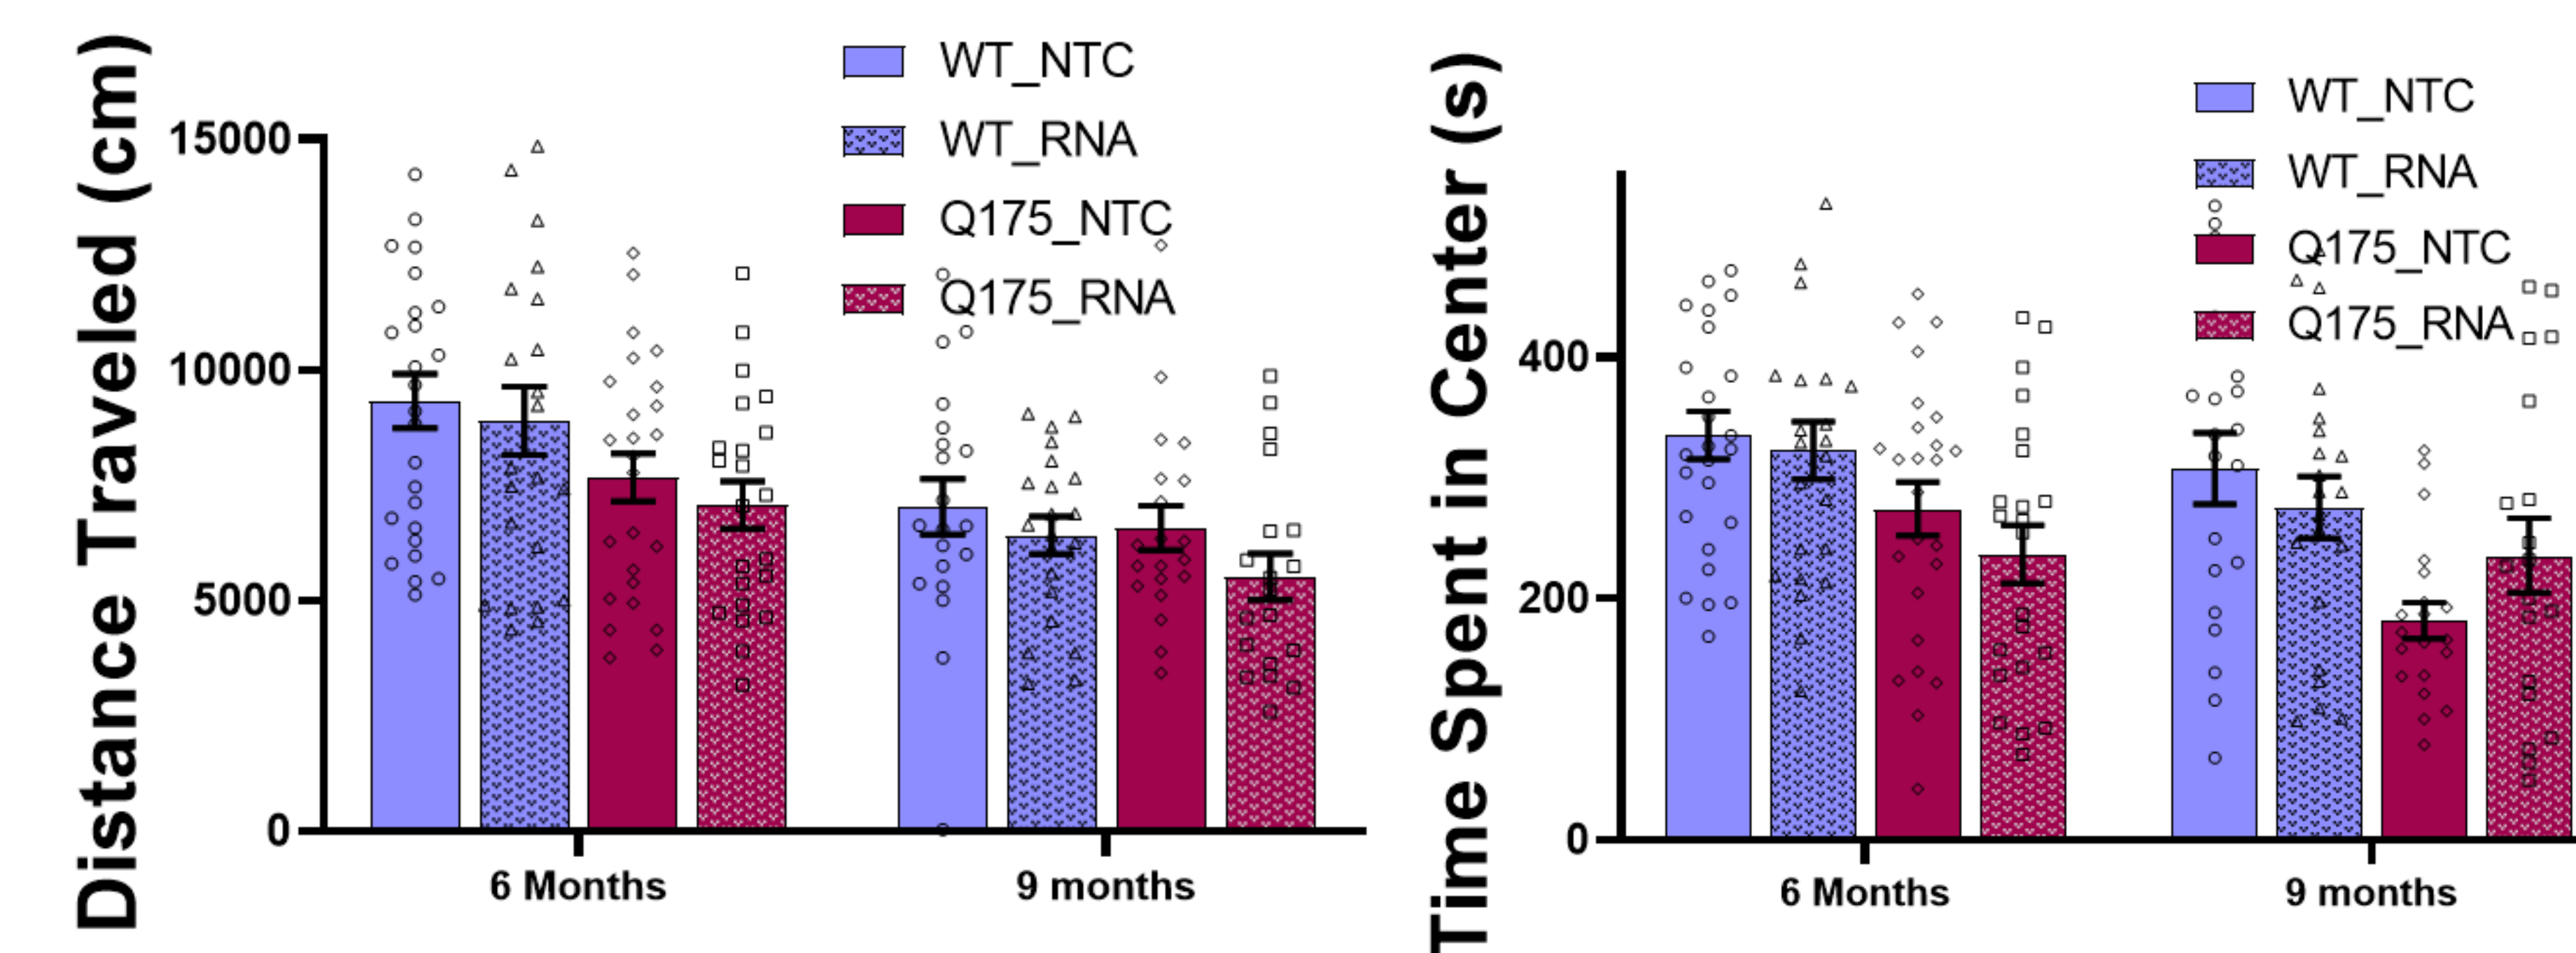 Distance Traveled (cm)
15000
10000
5000
0
6 Months
9 months
WT_NTC
WT_RNA
Q175_NTC
Q175_RNA
Time Spent in Center (s)
400
200
0
6 Months
9 months
WT_NTC
WT_RNA
Q175_NTC
Q175_RNA